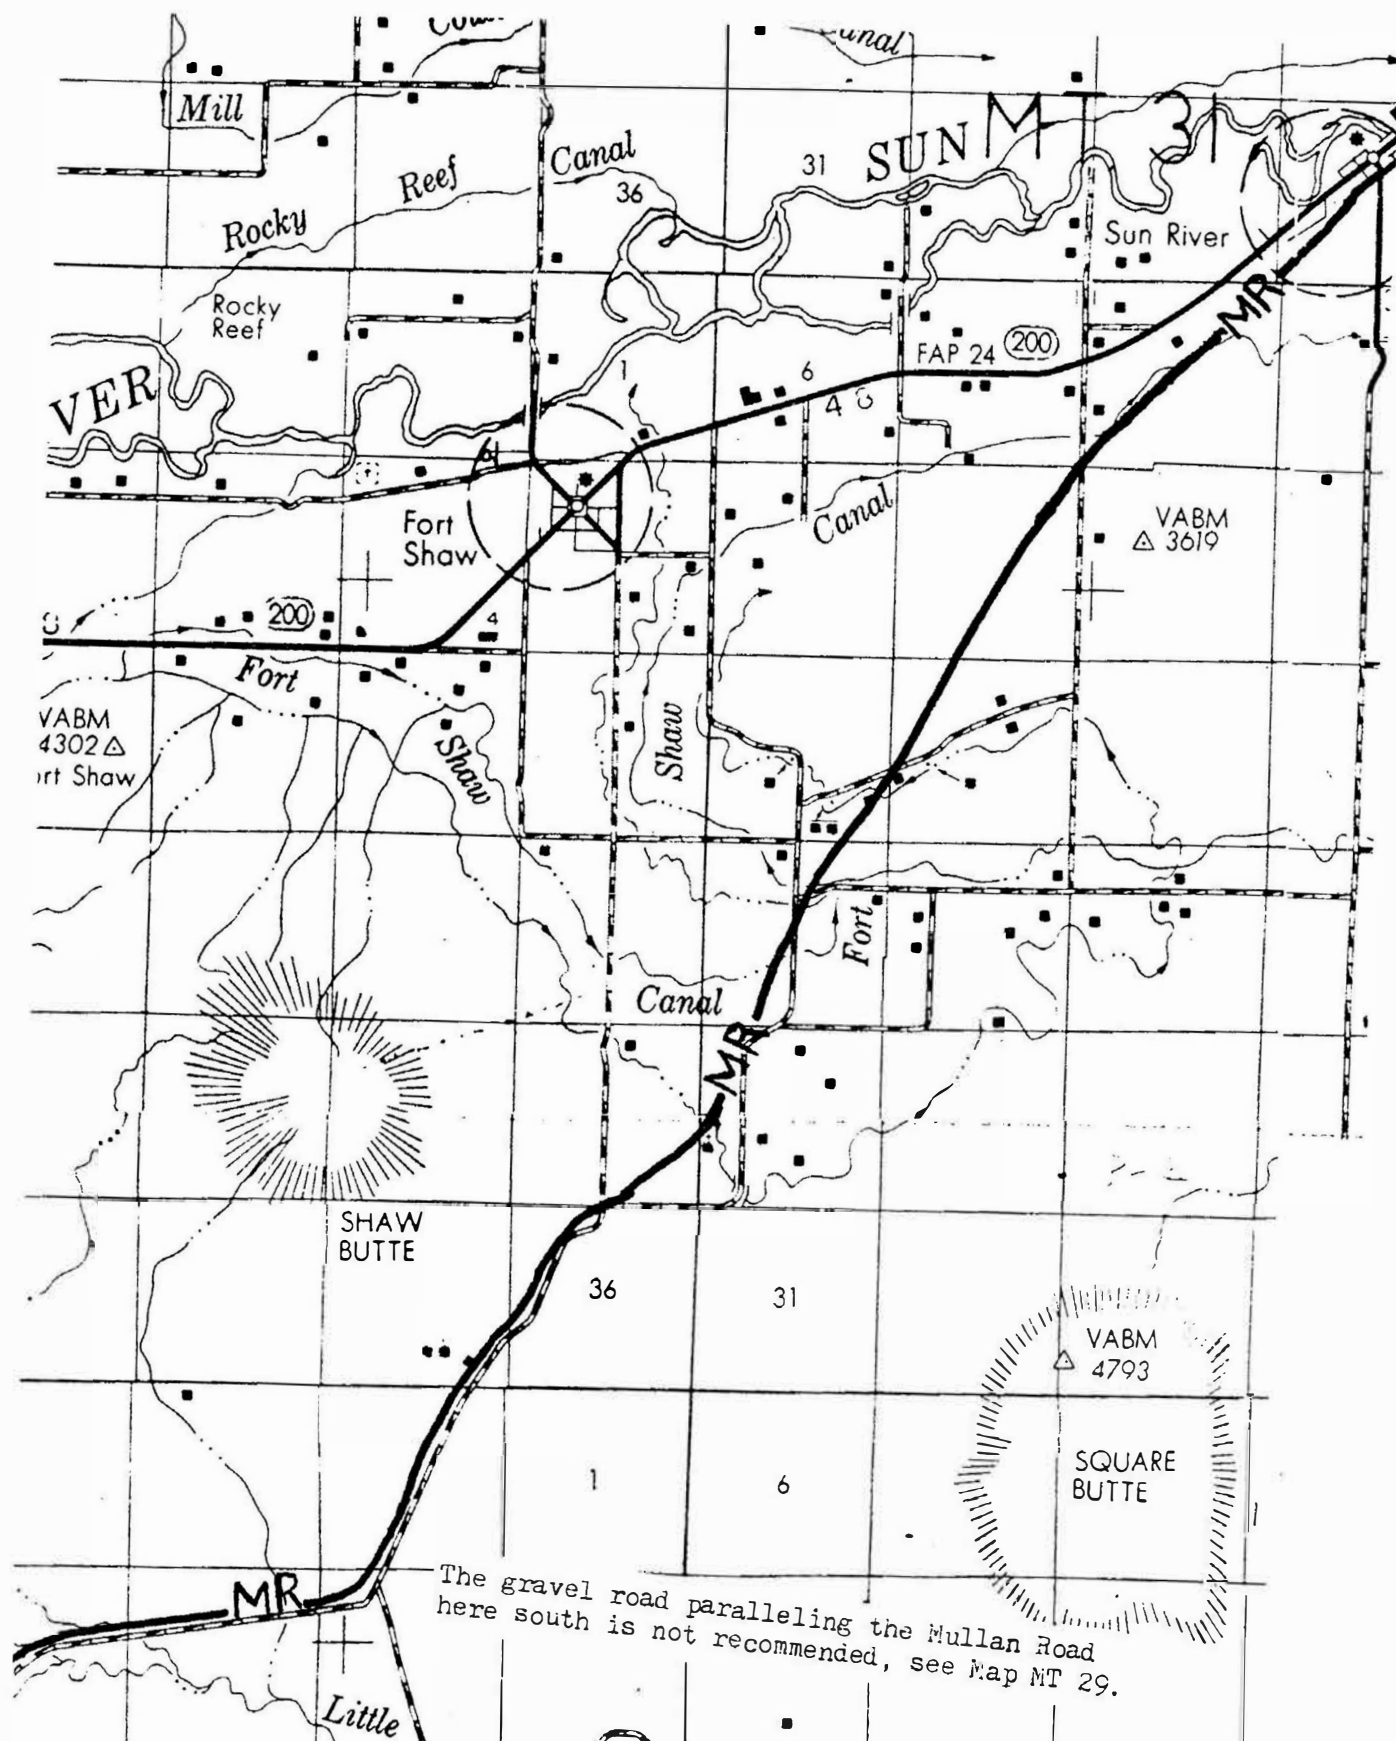 Mill
Canal
36
31
SUN
MT 31
Reef
Rocky
Sun River
Rocky
Reef
MR
FAP 24
200
VER
1
6
48
Fort
Shaw
Canal
VABM
3619
200
4
8
Fort
Shaw
Shaw
VABM
4302
Shaw
Fort
Canal
MR
SHAW
BUTTE
36
31
VABM
4793
SQUARE
BUTTE
1
6
MR
The gravel road paralleling the Mullan Road
here south is not recommended, see Map MT 29.
Little